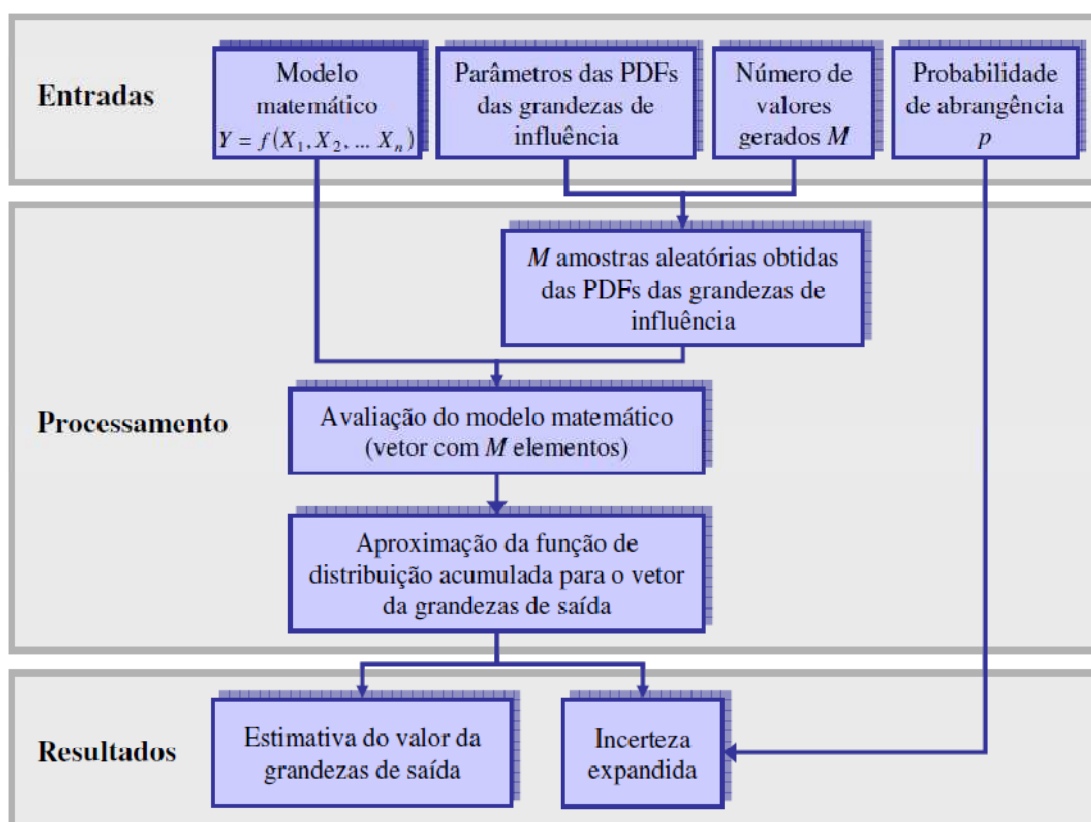 Entradas
Modelo
matemático
Y = f(X₁, X₂, ... Xₙ)
Parâmetros das PDFs
das grandezas de
influência
Número de
valores
gerados M
Probabilidade
de abrangência
p
Processamento
M amostras aleatórias obtidas
das PDFs das grandezas de
influência
Avaliação do modelo matemático
(vetor com M elementos)
Aproximação da função de
distribuição acumulada para o vetor
da grandezas de saída
Resultados
Estimativa do valor da
grandezas de saída
Incerteza
expandida